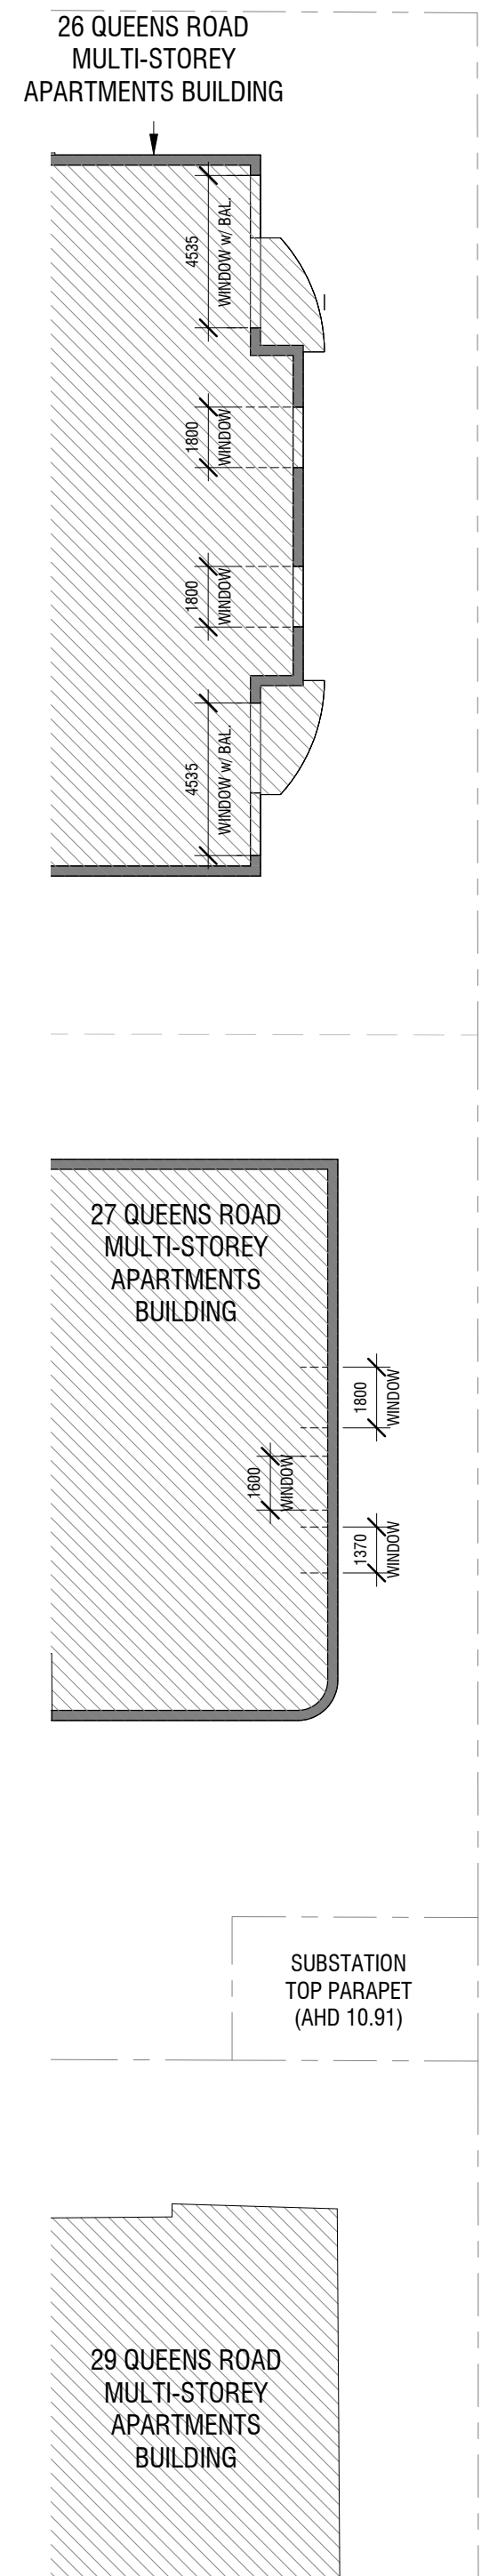 26 QUEENS ROAD
MULTI-STOREY
APARTMENTS BUILDING
4535
WINDOW w/ BAL.
1800
WINDOW
1800
WINDOW
4535
WINDOW w/ BAL.
27 QUEENS ROAD
MULTI-STOREY
APARTMENTS
BUILDING
1800
WINDOW
1600
WINDOW
1370
WINDOW
SUBSTATION
TOP PARAPET
(AHD 10.91)
29 QUEENS ROAD
MULTI-STOREY
APARTMENTS
BUILDING